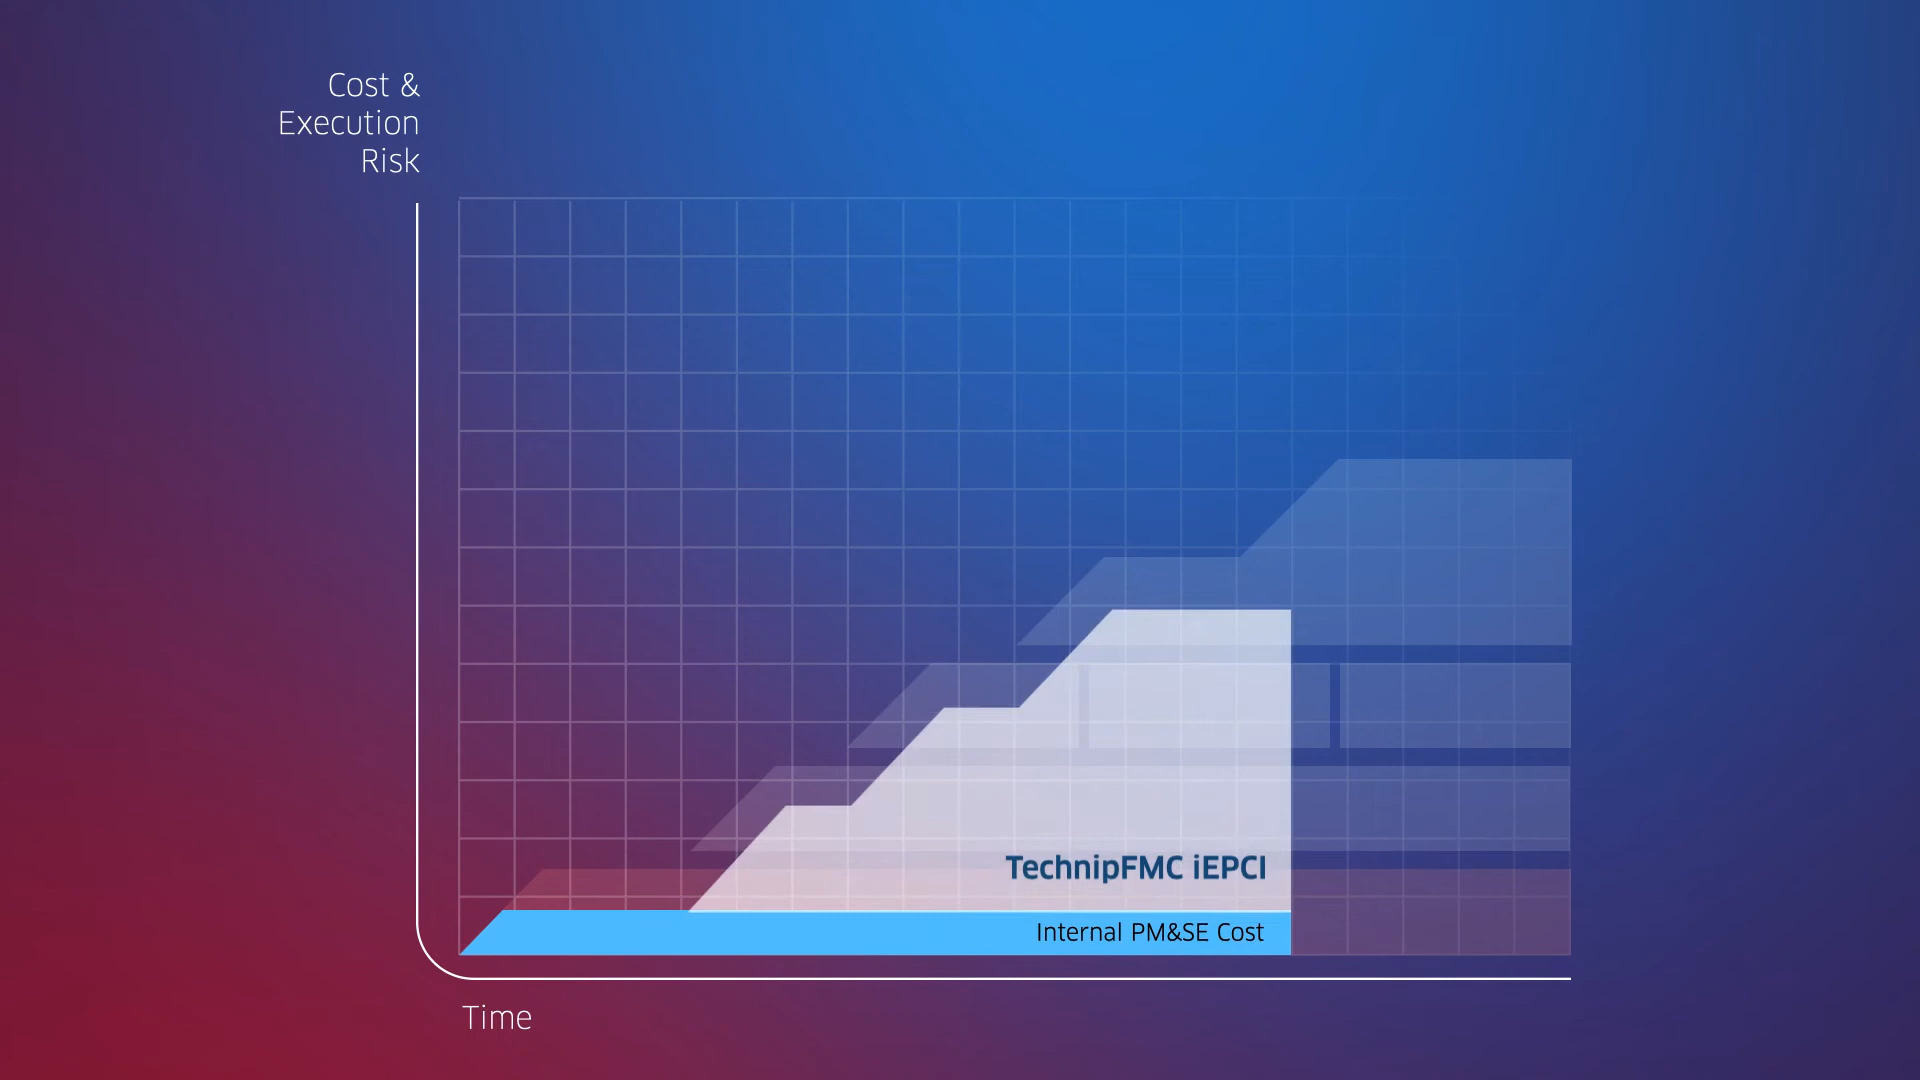 Cost &
Execution
Risk
TechnipFMC iEPCI
Internal PM&SE Cost
Time